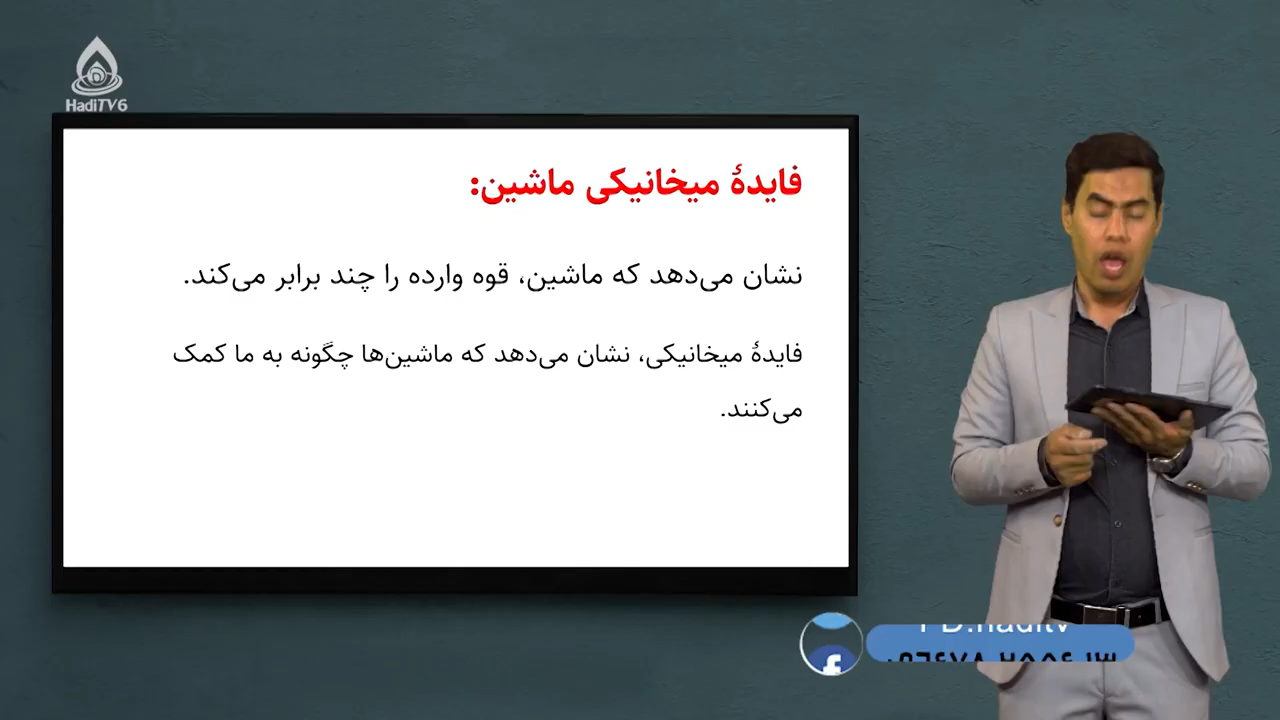 HadiTV6
فایدهٔ میخانیکی ماشین:
نشان می‌دهد که ماشین، قوه وارده را چند برابر می‌کند.
فایدهٔ میخانیکی، نشان می‌دهد که ماشین‌ها چگونه به ما کمک
می‌کنند.